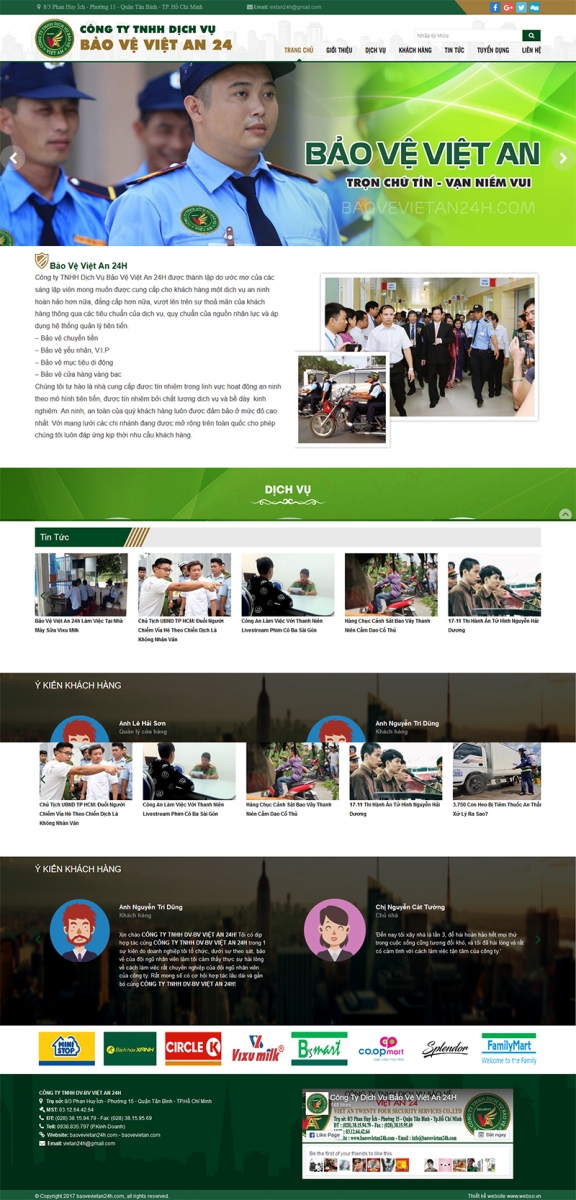 8/3 Phan Huy Ích - Phường 15 - Quận Tân Bình - TP. Hồ Chí Minh
Email: vietan24h@gmail.com
CÔNG TY TNHH DỊCH VỤ
BẢO VỆ VIỆT AN 24
Nhập từ khóa
TRANG CHỦ GIỚI THIỆU DỊCH VỤ KHÁCH HÀNG TIN TỨC TUYỂN DỤNG LIÊN HỆ
BẢO VỆ VIỆT AN
TRỌN CHỮ TÍN - VẠN NIỀM VUI
BAOVEVIETAN24H.COM
Bảo Vệ Việt An 24H
Công ty TNHH Dịch Vụ Bảo Vệ Việt An 24H được thành lập do ước mơ của các
sáng lập viên mong muốn được cung cấp cho khách hàng một dịch vụ an ninh
hoàn hảo hơn nữa, đẳng cấp hơn nữa, vượt lên trên sự thoả mãn của khách
hàng thông qua các tiêu chuẩn của dịch vụ, quy chuẩn của nguồn nhân lực và áp
dụng hệ thống quản lý tiên tiến.
– Bảo vệ chuyển tiền
– Bảo vệ yếu nhân, V.I.P
– Bảo vệ mục tiêu di động
– Bảo vệ cửa hàng vàng bạc
Chúng tôi tự hào là nhà cung cấp được tín nhiệm trong lĩnh vực hoạt động an ninh
theo mô hình tiên tiến, được tín nhiệm bởi chất lượng dịch vụ và bề dày kinh
nghiệm. An ninh, an toàn của quý khách hàng luôn được đảm bảo ở mức độ cao
nhất. Với mạng lưới các chi nhánh đang được mở rộng trên toàn quốc cho phép
chúng tôi luôn đáp ứng kịp thời nhu cầu khách hàng.
DỊCH VỤ
Tin Tức
Bảo Vệ Việt An 24h Làm Việc Tại Nhà
Máy Sữa Vixu Milk
Chủ Tịch UBND TP HCM: Đuổi Người
Chiếm Vỉa Hè Theo Chiến Dịch Là
Không Nhân Văn
Công An Làm Việc Với Thanh Niên
Livestream Phim Cô Ba Sài Gòn
Hàng Chục Cảnh Sát Bao Vây Thanh
Niên Cầm Dao Cố Thủ
17-11 Thi Hành Án Tử Hình Nguyễn Hải
Dương
Ý KIẾN KHÁCH HÀNG
Anh Lê Hải Sơn
Quản lý cửa hàng
Anh Nguyễn Trí Dũng
Khách hàng
Chủ Tịch UBND TP HCM: Đuổi Người
Chiếm Vỉa Hè Theo Chiến Dịch Là
Không Nhân Văn
Công An Làm Việc Với Thanh Niên
Livestream Phim Cô Ba Sài Gòn
Hàng Chục Cảnh Sát Bao Vây Thanh
Niên Cầm Dao Cố Thủ
17-11 Thi Hành Án Tử Hình Nguyễn Hải
Dương
3.750 Con Heo Bị Tiêm Thuốc An Thần
Xử Lý Ra Sao?
Ý KIẾN KHÁCH HÀNG
Anh Nguyễn Trí Dũng
Khách hàng
Xin chào CÔNG TY TNHH DV-BV VIỆT AN 24H! Tôi có dịp
hợp tác cùng CÔNG TY TNHH DV-BV VIỆT AN 24H trong 1
sự kiện do doanh nghiệp tôi tổ chức, dưới sự theo sát, bảo
vệ của đội ngũ nhân viên làm tôi cảm thấy thực sự hài lòng
về cách làm việc rất chuyên nghiệp của đội ngũ nhân viên
của công ty. Rất mong sẽ có cơ hội hợp tác lâu dài và gắn
bó cùng CÔNG TY TNHH DV-BV VIỆT AN 24H!
Chị Nguyễn Cát Tường
Chủ nhà
'Đến nay tôi xây nhà là lần 3, để hài hoàn hảo hết mọi thứ
trong cuộc sống cũng tương đối khó, và tôi đã hài lòng và rất
có cảm tình với cách làm việc tận tâm của công ty.'
MINI STOP
Bách hóa XANH
CIRCLE K
Vixu milk
B's mart
co.opmart
Splendor
FamilyMart
Welcome to the Family
CÔNG TY TNHH DV-BV VIỆT AN 24H
Trụ sở: 8/3 Phan Huy Ích - Phường 15 - Quận Tân Bình - TP.Hồ Chí Minh
MST: 03.12.64.42.64
ĐT: (028).38.15.94.79 - Fax: (028).38.15.95.69
Tell: 0938.835.797 (P.Kinh Doanh)
Website: baovevietan24h.com - baovevietan.com
Email: vietan24h@gmail.com
Công Ty Dịch Vụ Bảo Vệ Việt An 24H
VIET AN TWENTY FOUR SECURITY SERVICES CO.,LTD
Like Page
Đặt ngay
Be the first of your friends to like this
Copyright 2017 baovevietan24h.com, all rights reserved.
Thiết kế website www.webso.vn